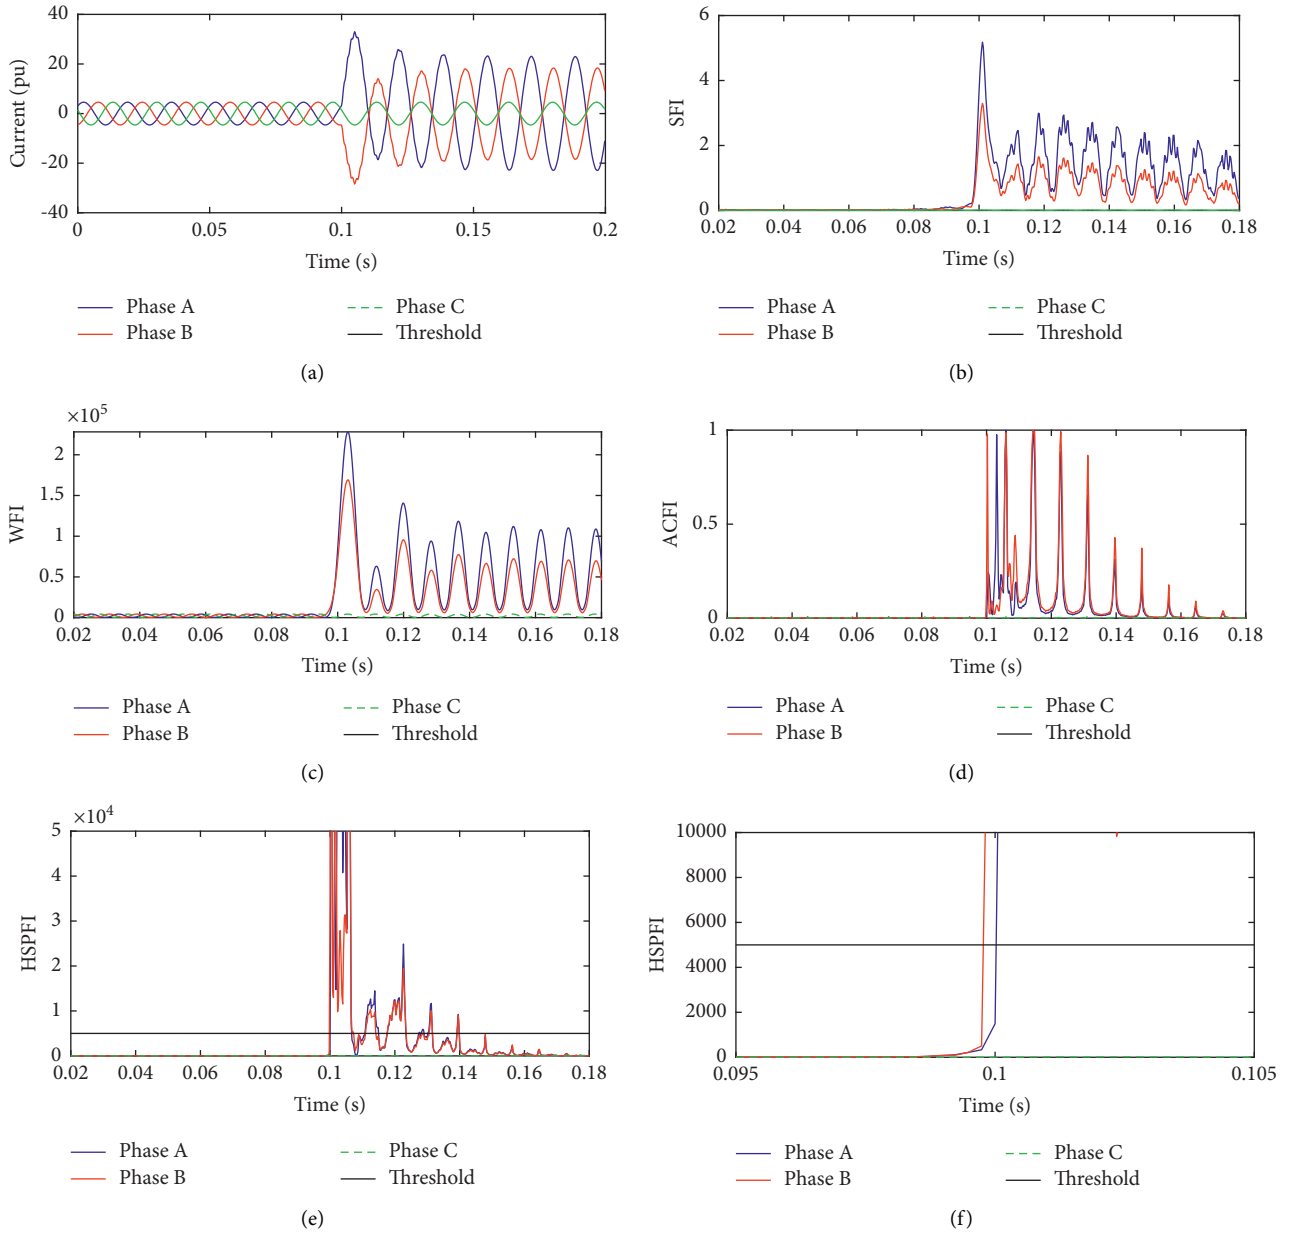 40
20
0
-20
-40
Current (pu)
0
0.05
0.1
0.15
0.2
Time (s)
Phase A
Phase B
Phase C
Threshold
(a)
6
4
2
0
SFI
0.02
0.04
0.06
0.08
0.1
0.12
0.14
0.16
0.18
Time (s)
Phase A
Phase B
Phase C
Threshold
(b)
×10^5
2
1.5
1
0.5
0
WFI
0.02
0.04
0.06
0.08
0.1
0.12
0.14
0.16
0.18
Time (s)
Phase A
Phase B
Phase C
Threshold
(c)
1
0.5
0
ACFI
0.02
0.04
0.06
0.08
0.1
0.12
0.14
0.16
0.18
Time (s)
Phase A
Phase B
Phase C
Threshold
(d)
×10^4
5
4
3
2
1
0
HSPFI
0.02
0.04
0.06
0.08
0.1
0.12
0.14
0.16
0.18
Time (s)
Phase A
Phase B
Phase C
Threshold
(e)
10000
8000
6000
4000
2000
0
HSPFI
0.095
0.1
0.105
Time (s)
Phase A
Phase B
Phase C
Threshold
(f)